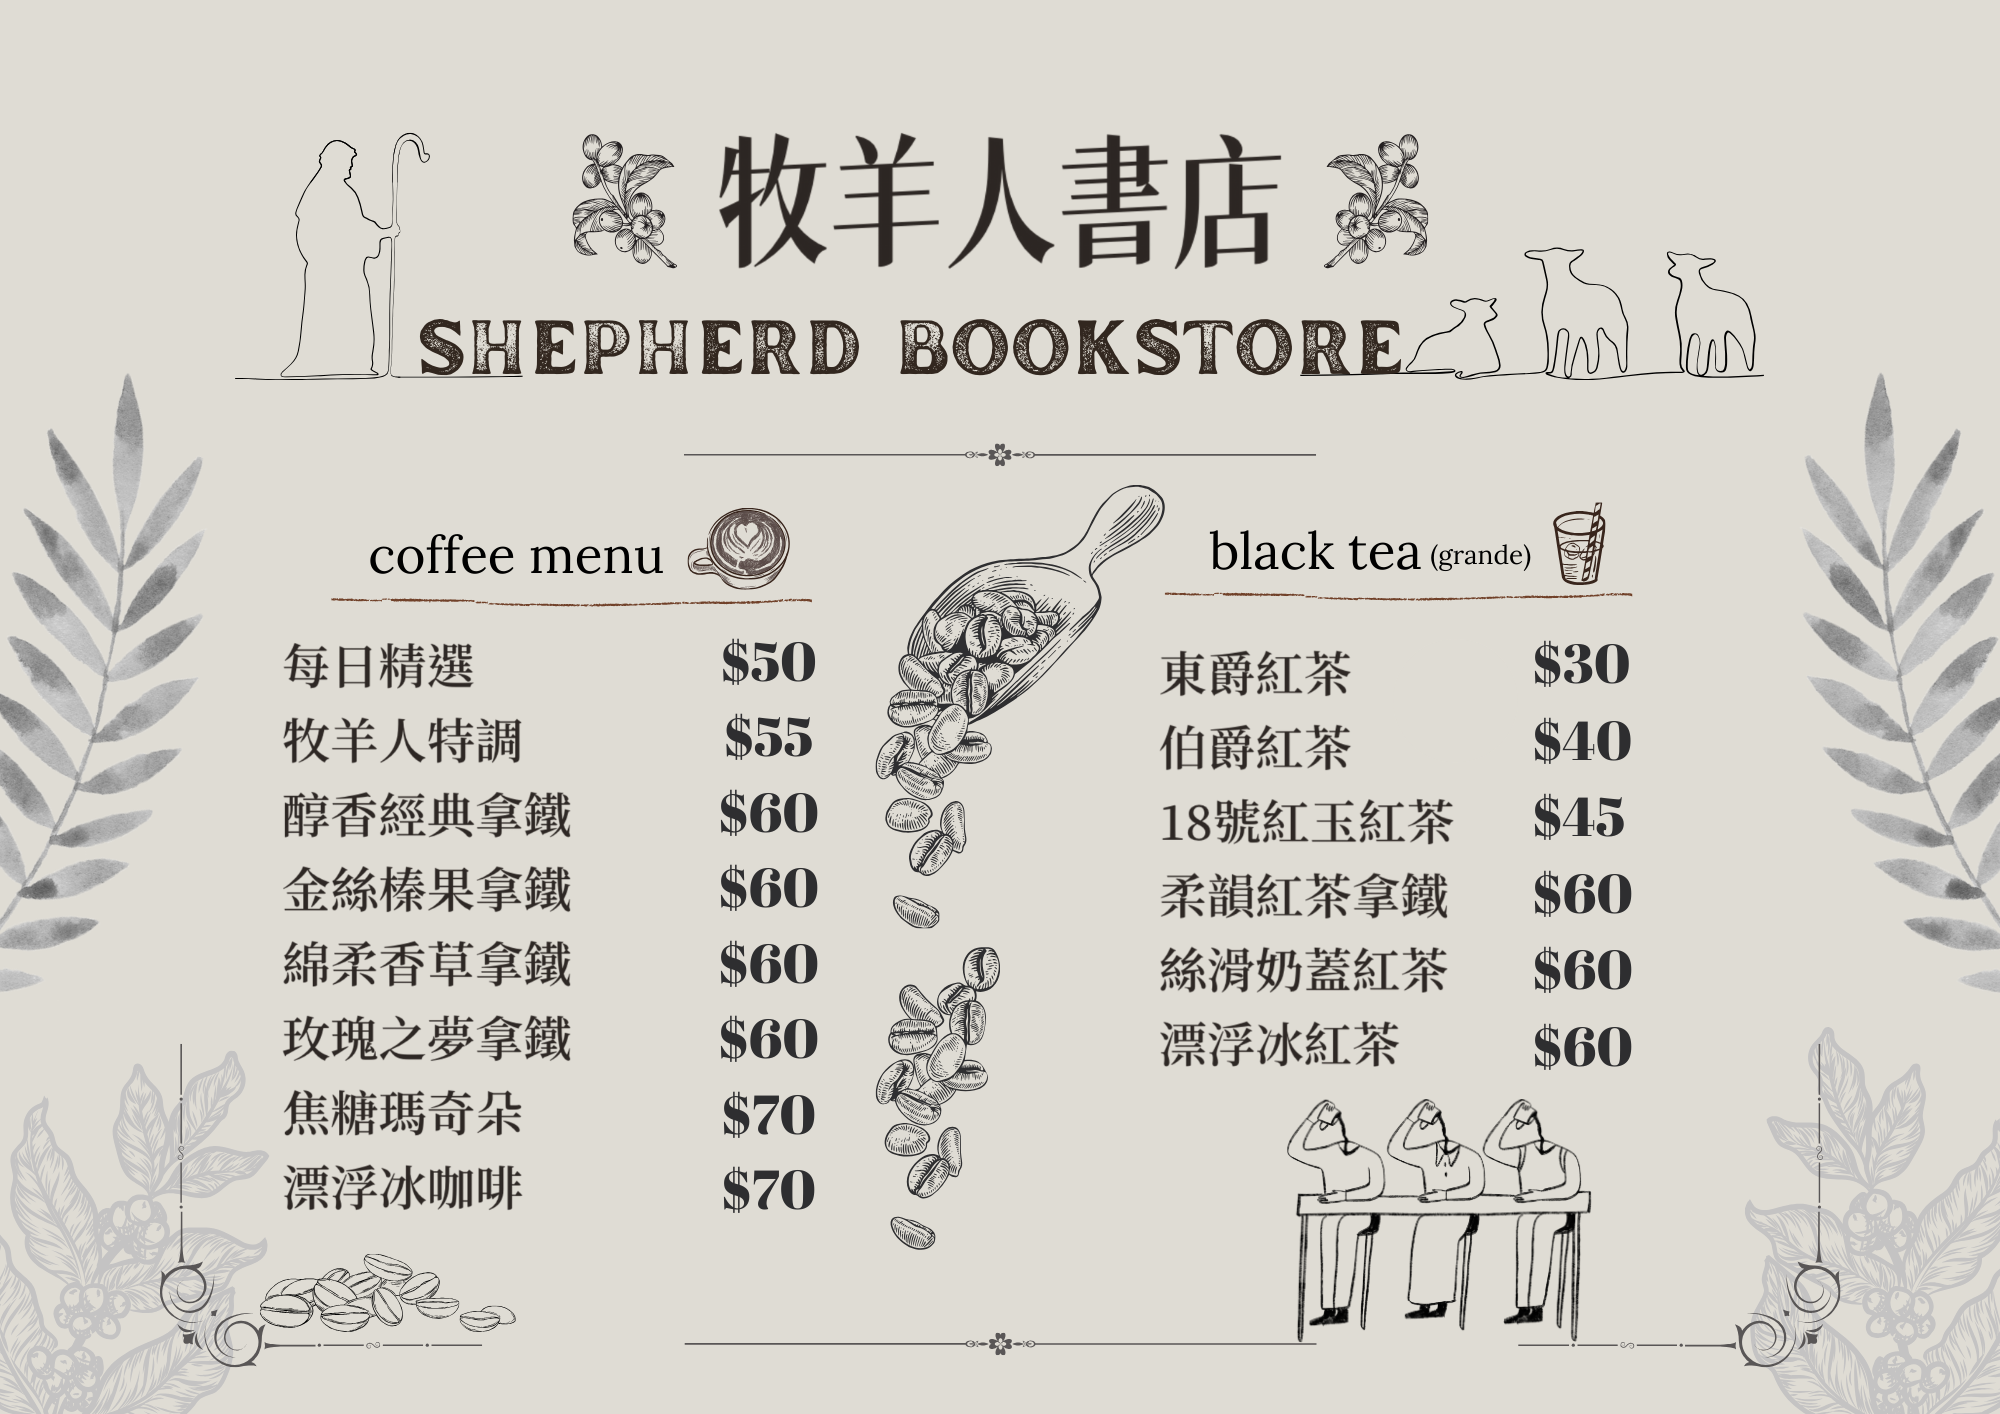 牧羊人書店
SHEPHERD BOOKSTORE
coffee menu
每日精選 $50
牧羊人特調 $55
醇香經典拿鐵 $60
金絲榛果拿鐵 $60
綿柔香草拿鐵 $60
玫瑰之夢拿鐵 $60
焦糖瑪奇朵 $70
漂浮冰咖啡 $70
black tea (grande)
東爵紅茶 $30
伯爵紅茶 $40
18號紅玉紅茶 $45
柔韻紅茶拿鐵 $60
絲滑奶蓋紅茶 $60
漂浮冰紅茶 $60